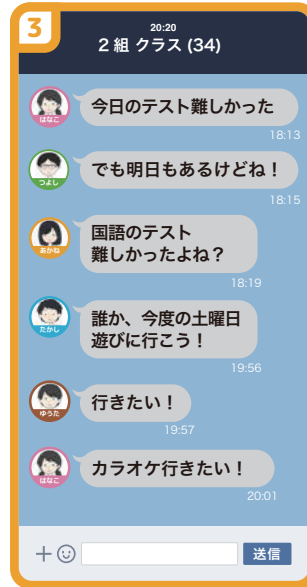 3
20:20
2組 クラス (34)
はなこ
今日のテスト難しかった
18:13
つよし
でも明日もあるけどね！
18:15
あかね
国語のテスト
難しかったよね？
18:19
たかし
誰か、今度の土曜日
遊びに行こう！
19:56
ゆうた
行きたい！
19:57
はなこ
カラオケ行きたい！
20:01
送信